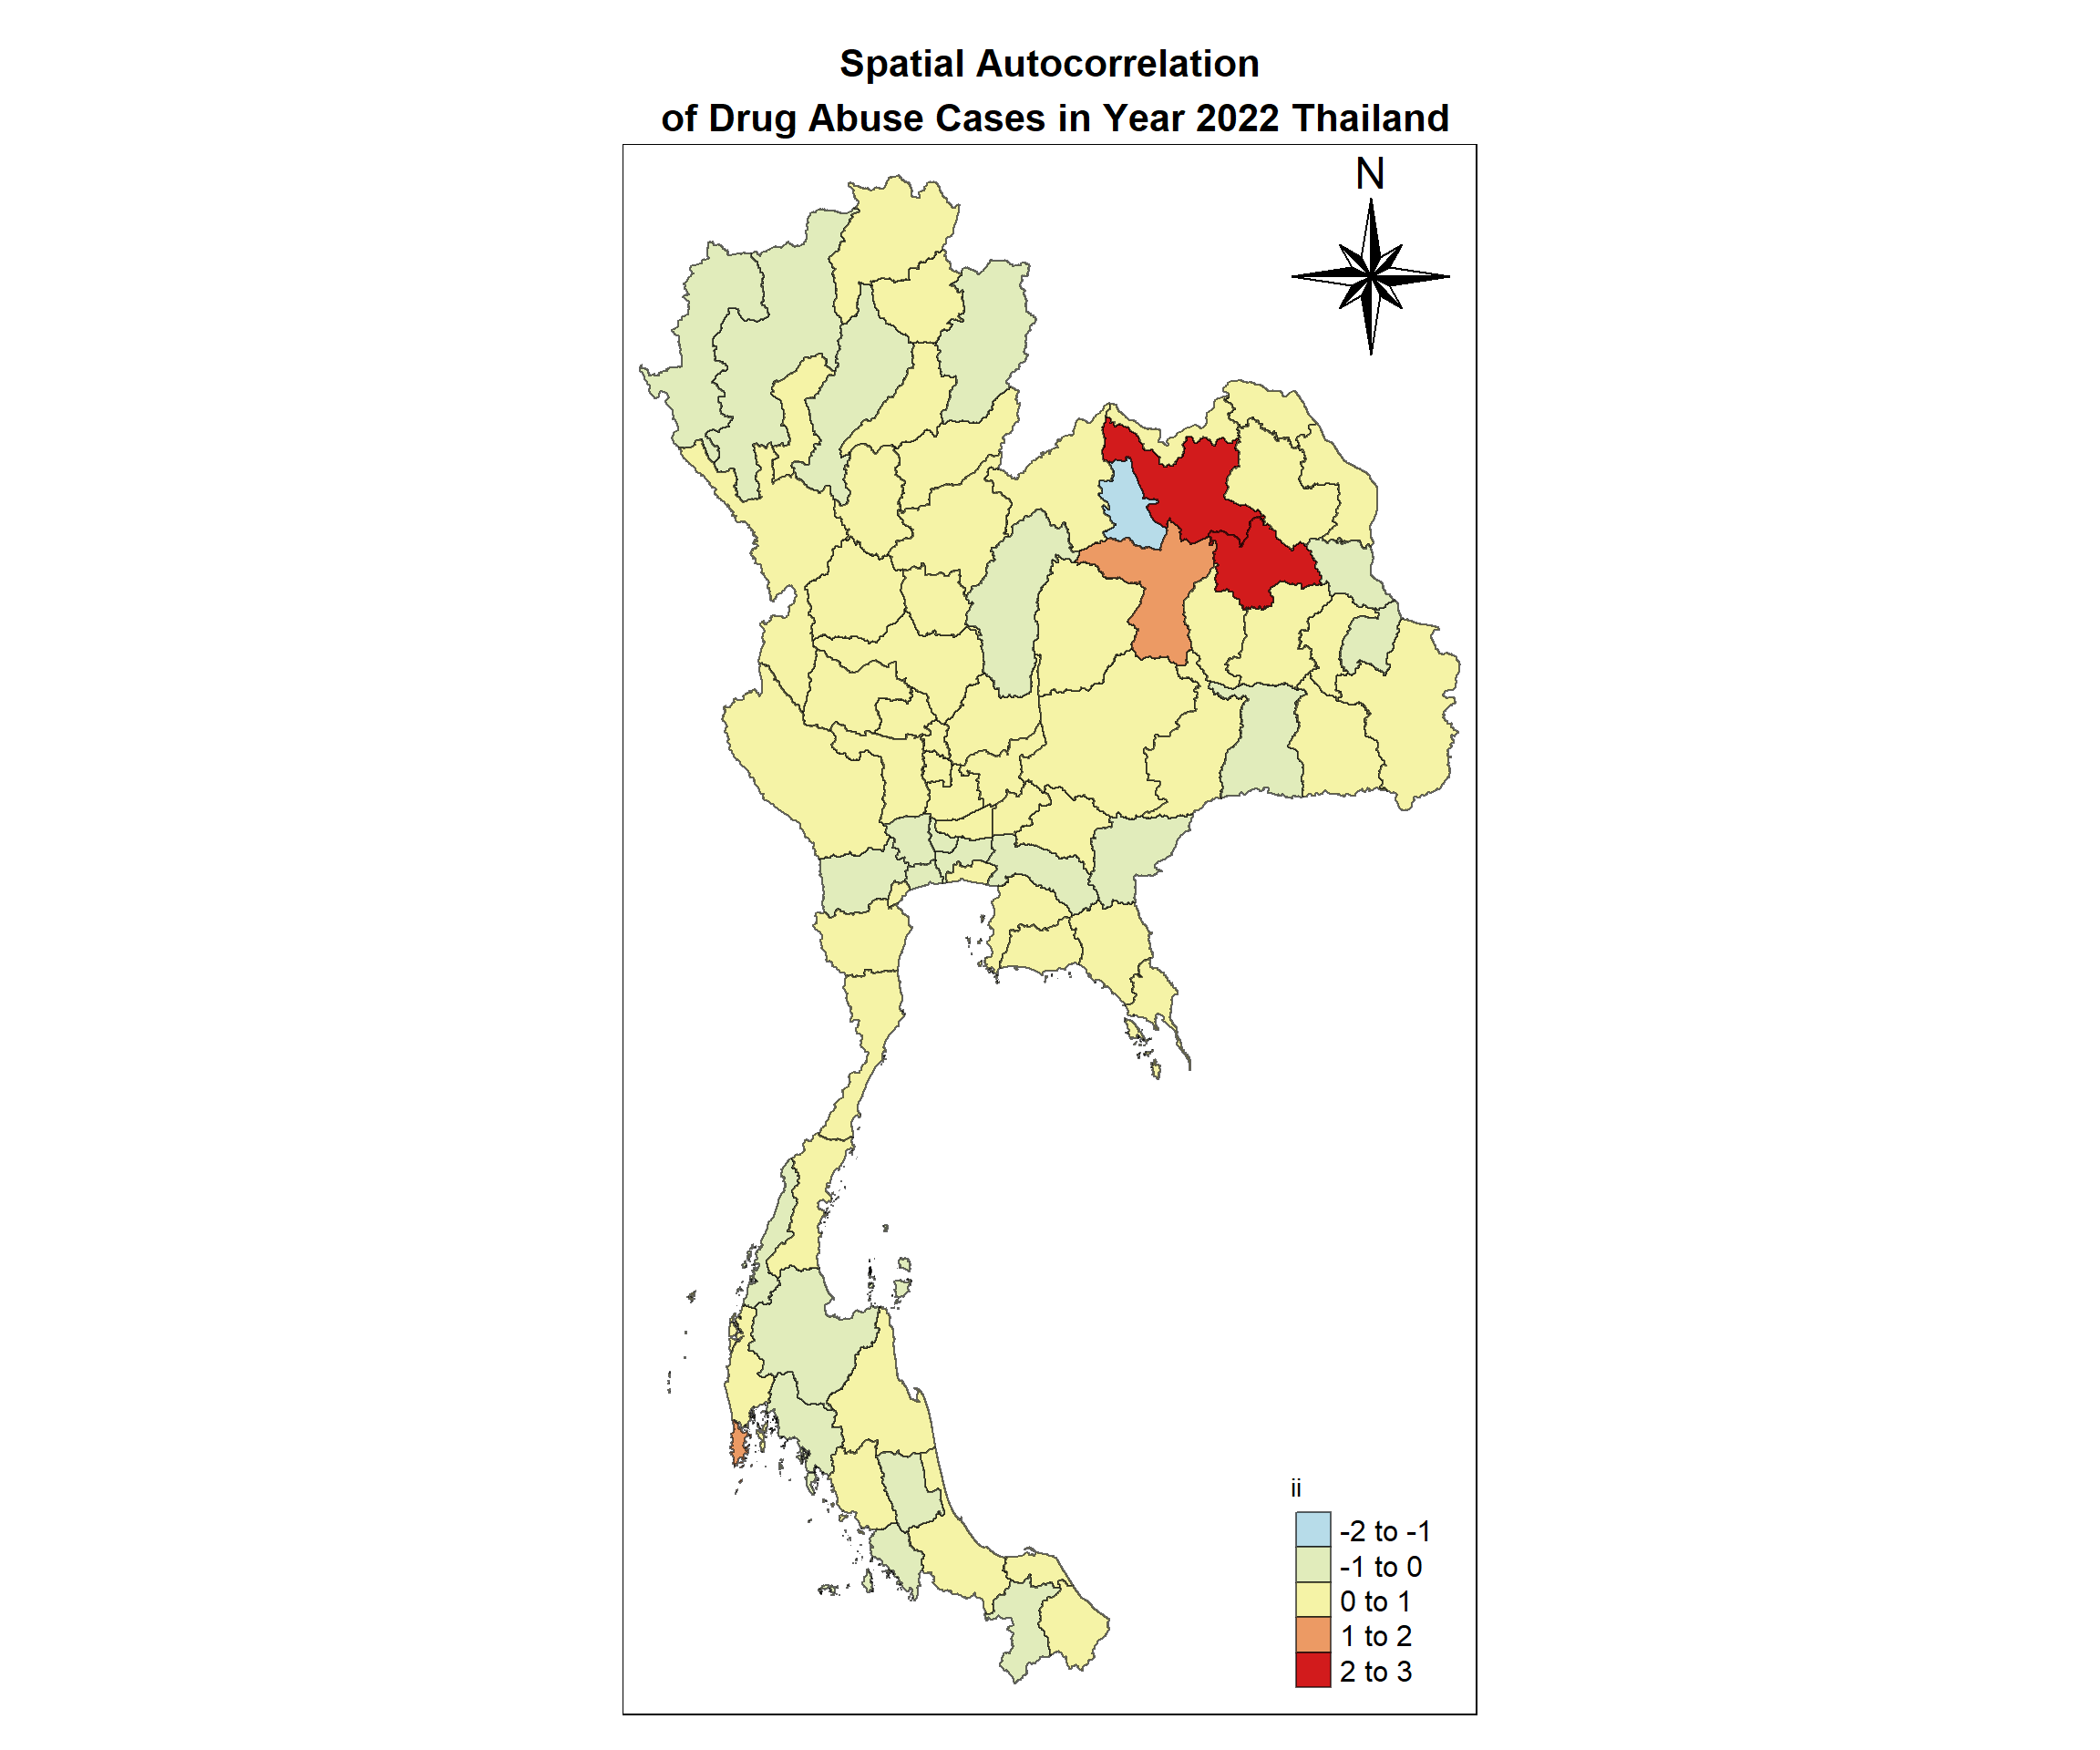 Spatial Autocorrelation
of Drug Abuse Cases in Year 2022 Thailand
N
ii
-2 to -1
-1 to 0
0 to 1
1 to 2
2 to 3